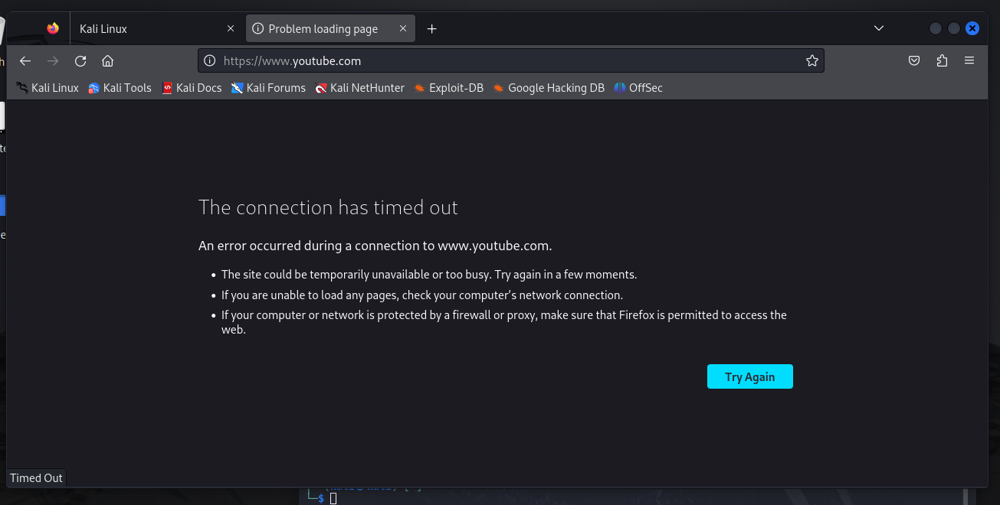 Kali Linux
Problem loading page
https://www.youtube.com
Kali Linux Kali Tools Kali Docs Kali Forums Kali NetHunter Exploit-DB Google Hacking DB OffSec
The connection has timed out
An error occurred during a connection to www.youtube.com.
• The site could be temporarily unavailable or too busy. Try again in a few moments.
• If you are unable to load any pages, check your computer’s network connection.
• If your computer or network is protected by a firewall or proxy, make sure that Firefox is permitted to access the
web.
Try Again
Timed Out
$